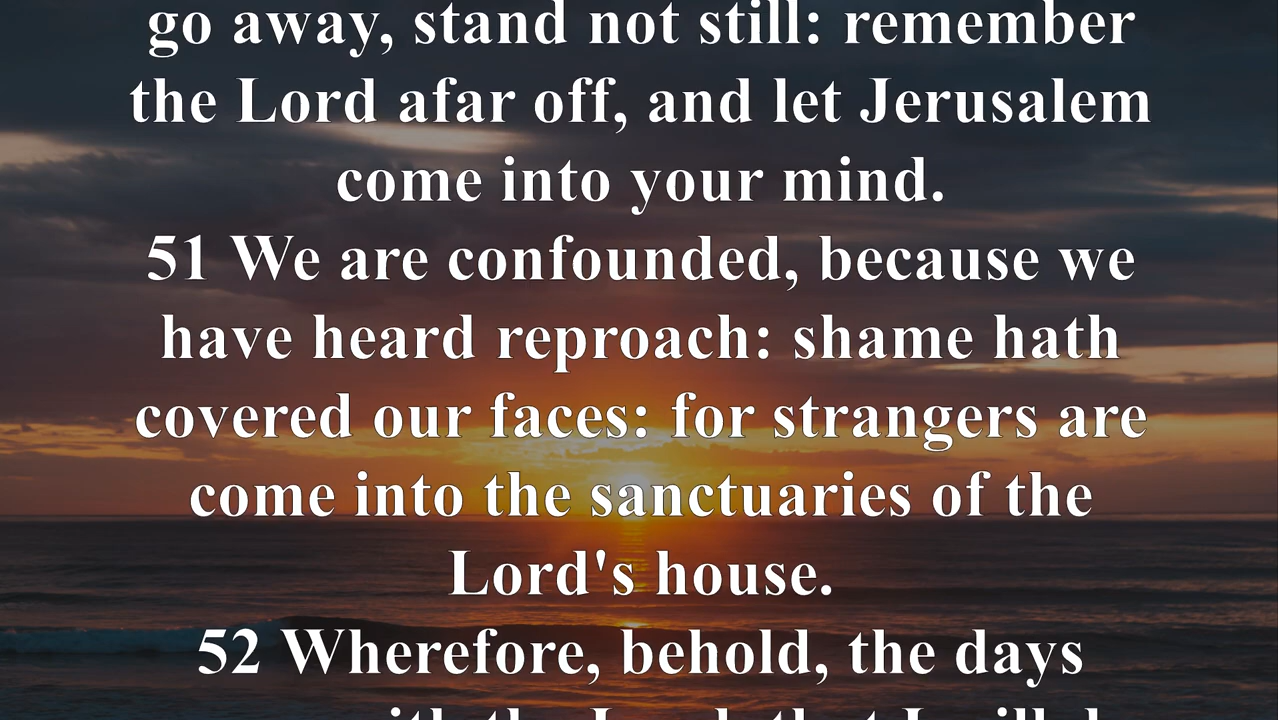 go away, stand not still: remember
the Lord afar off, and let Jerusalem
come into your mind.
51 We are confounded, because we
have heard reproach: shame hath
covered our faces: for strangers are
come into the sanctuaries of the
Lord's house.
52 Wherefore, behold, the days